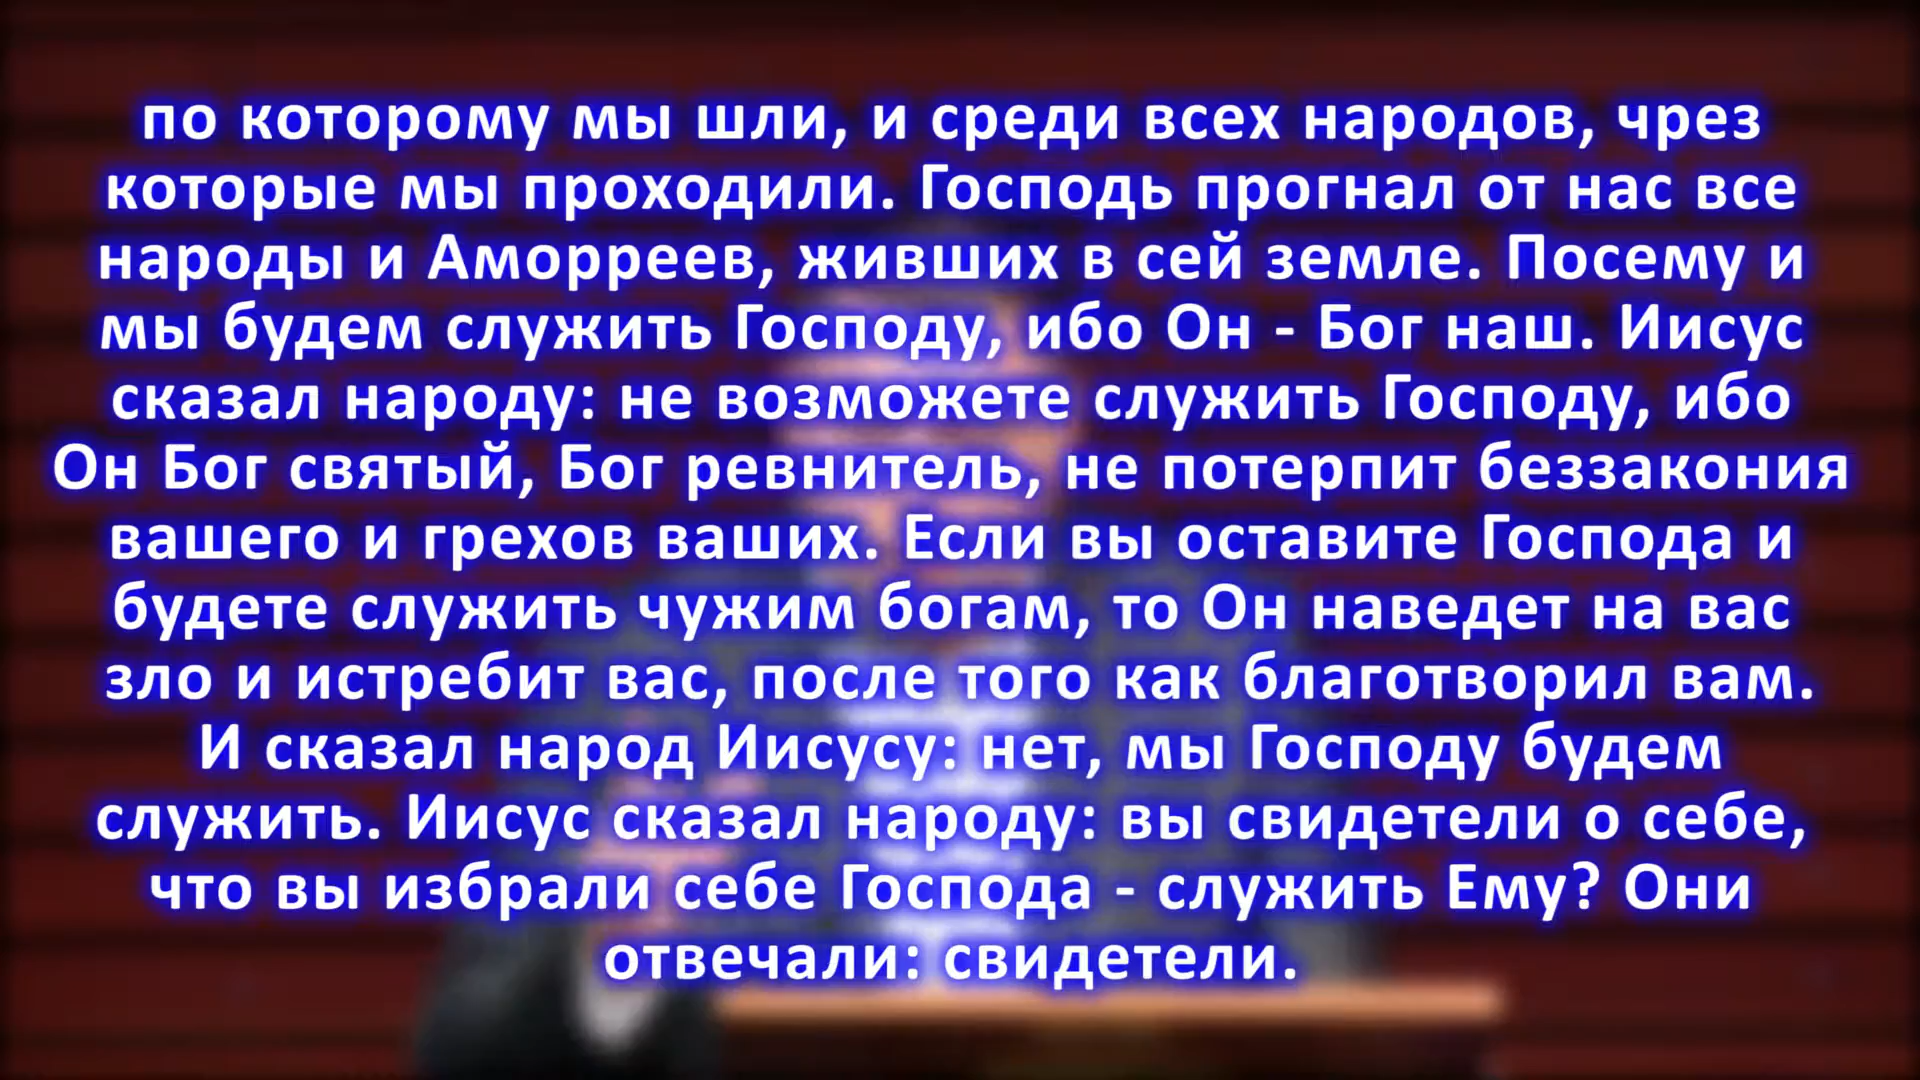 по которому мы шли, и среди всех народов, чрез
которые мы проходили. Господь прогнал от нас все
народы и Аморреев, живших в сей земле. Посему и
мы будем служить Господу, ибо Он - Бог наш. Иисус
сказал народу: не возможете служить Господу, ибо
Он Бог святый, Бог ревнитель, не потерпит беззакония
вашего и грехов ваших. Если вы оставите Господа и
будете служить чужим богам, то Он наведет на вас
зло и истребит вас, после того как благотворил вам.
И сказал народ Иисусу: нет, мы Господу будем
служить. Иисус сказал народу: вы свидетели о себе,
что вы избрали себе Господа - служить Ему? Они
отвечали: свидетели.